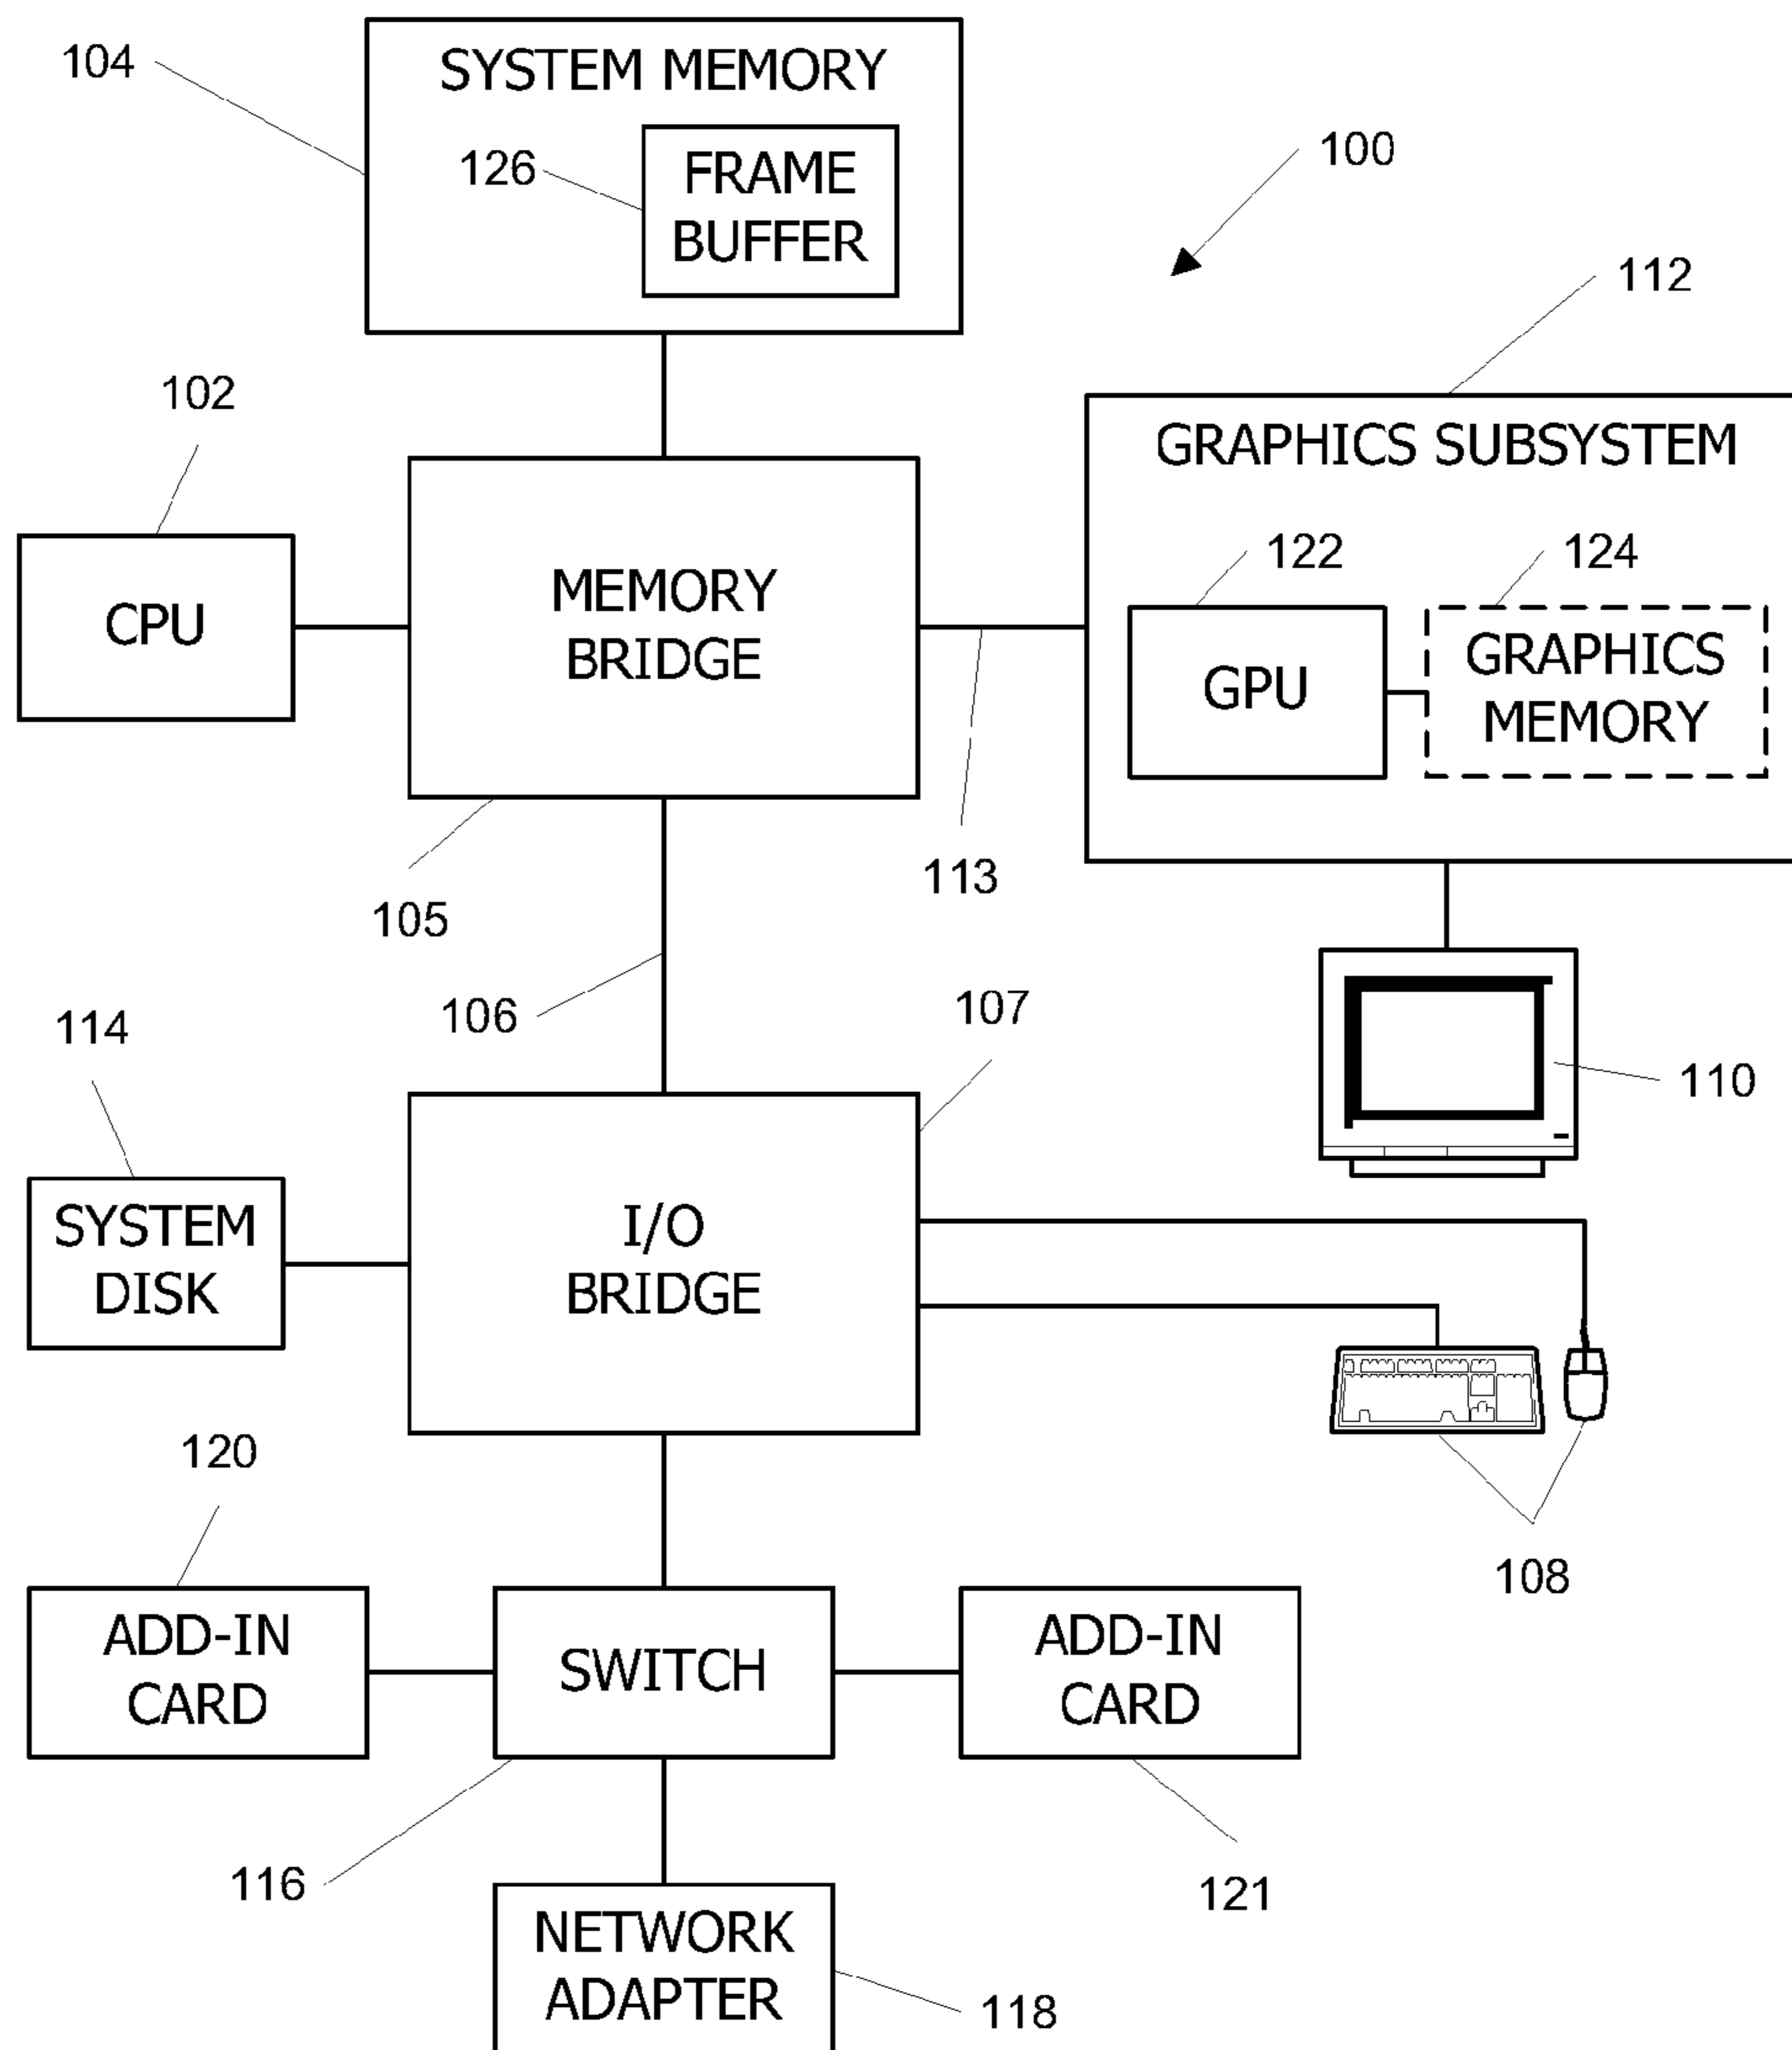 104
SYSTEM MEMORY
126
FRAME
BUFFER
100
112
102
GRAPHICS SUBSYSTEM
122
124
CPU
MEMORY
BRIDGE
GPU
GRAPHICS
MEMORY
113
105
106
107
114
110
SYSTEM
DISK
I/O
BRIDGE
120
108
ADD-IN
CARD
SWITCH
ADD-IN
CARD
116
121
NETWORK
ADAPTER
118